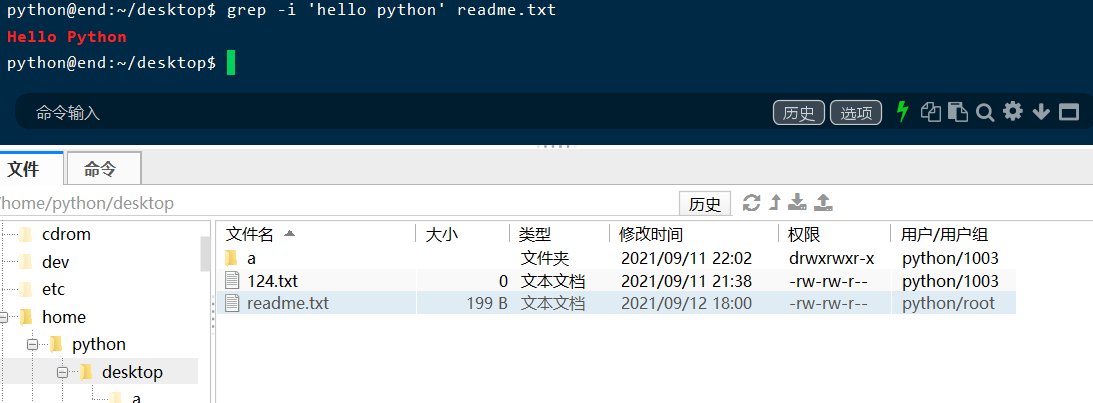 python@end:~/desktop$ grep -i 'hello python' readme.txt
Hello Python
python@end:~/desktop$
命令输入 历史 选项
文件 命令
/home/python/desktop 历史
cdrom
dev
etc
home
python
desktop
a
文件名 大小 类型 修改时间 权限 用户/用户组
a 文件夹 2021/09/11 22:02 drwxrwxr-x python/1003
124.txt 0 文本文档 2021/09/11 21:38 -rw-rw-r-- python/1003
readme.txt 199 B 文本文档 2021/09/12 18:00 -rw-rw-r-- python/root